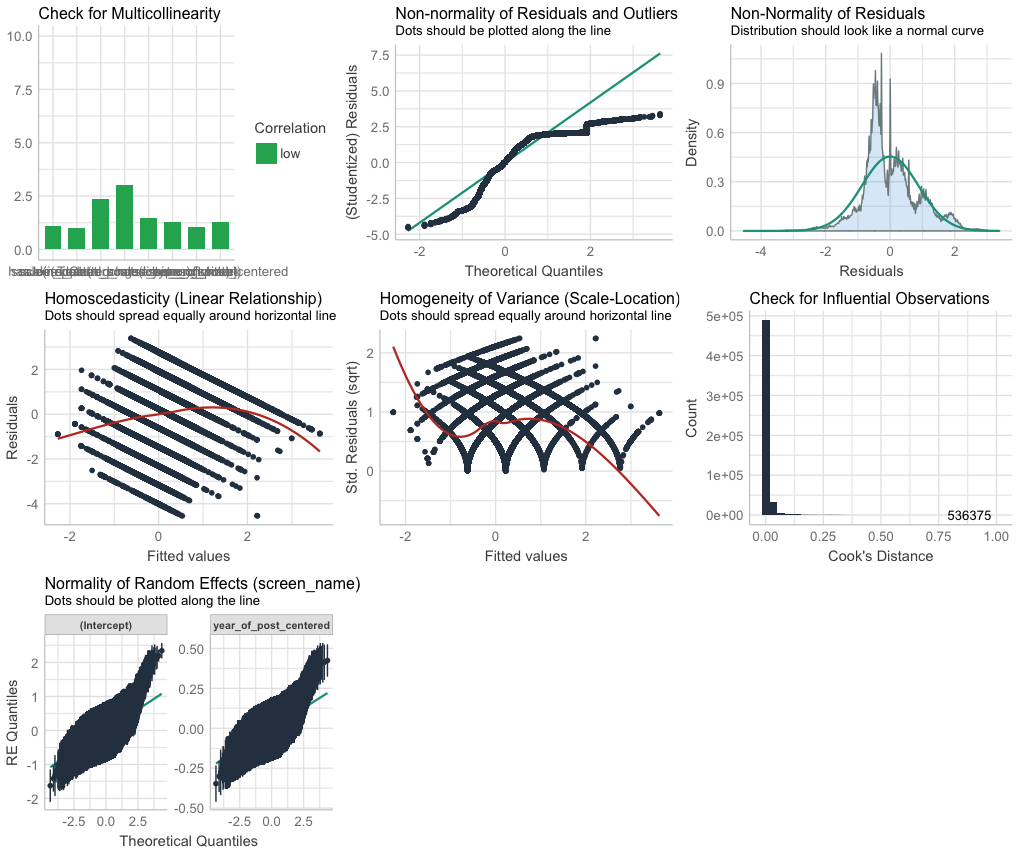 Check for Multicollinearity
10.0
7.5
5.0
2.5
0.0
Correlation
low
Non-normality of Residuals and Outliers
Dots should be plotted along the line
(Studentized) Residuals
7.5
5.0
2.5
0.0
-2.5
-5.0
-2 0 2
Theoretical Quantiles
Non-Normality of Residuals
Distribution should look like a normal curve
Density
0.9
0.6
0.3
0.0
-4 -2 0 2
Residuals
Homoscedasticity (Linear Relationship)
Dots should spread equally around horizontal line
Residuals
2
0
-2
-4
-2 0 2
Fitted values
Homogeneity of Variance (Scale-Location)
Dots should spread equally around horizontal line
Std. Residuals (sqrt)
2
1
0
-2 0 2
Fitted values
Check for Influential Observations
Count
5e+05
4e+05
3e+05
2e+05
1e+05
0e+00
536375
0.00 0.25 0.50 0.75 1.00
Cook's Distance
Normality of Random Effects (screen_name)
Dots should be plotted along the line
(Intercept)
year_of_post_centered
RE Quantiles
2
1
0
-1
-2
0.50
0.25
0.00
-0.25
-0.50
-2.5 0.0 2.5
-2.5 0.0 2.5
Theoretical Quantiles